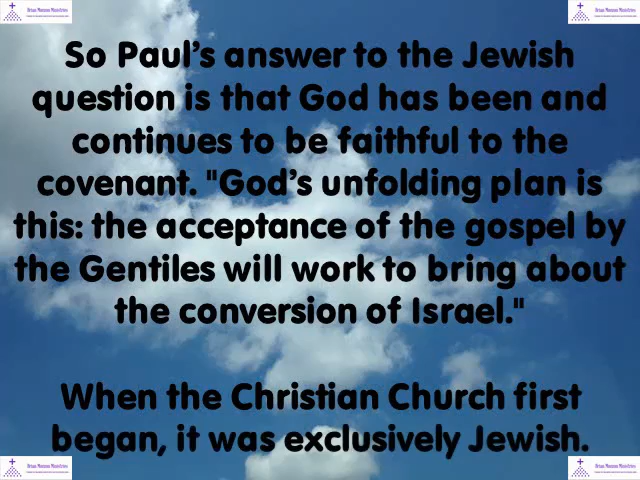 So Paul’s answer to the Jewish
question is that God has been and
continues to be faithful to the
covenant. "God’s unfolding plan is
this: the acceptance of the gospel by
the Gentiles will work to bring about
the conversion of Israel."
When the Christian Church first
began, it was exclusively Jewish.